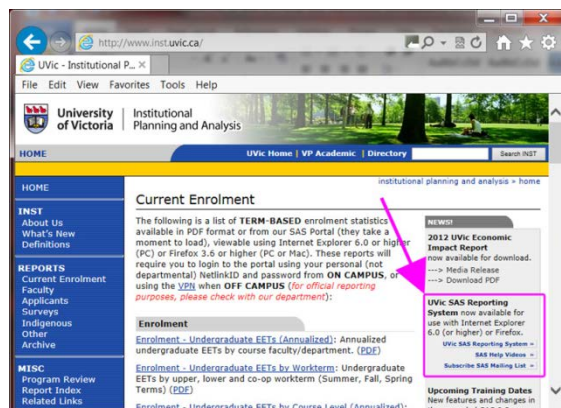 http://www.inst.uvic.ca/
UVic - Institutional P...
File Edit View Favorites Tools Help
University of Victoria
Institutional Planning and Analysis
HOME
UVic Home | VP Academic | Directory
Search INST
institutional planning and analysis > home
HOME
INST
About Us
What's New
Definitions
REPORTS
Current Enrolment
Faculty
Applicants
Surveys
Indigenous
Other
Archive
MISC
Program Review
Report Index
Related Links
Current Enrolment
The following is a list of TERM-BASED enrolment statistics
available in PDF format or from our SAS Portal (they take a
moment to load), viewable using Internet Explorer 6.0 or higher
(PC) or Firefox 3.6 or higher (PC or Mac). These reports will
require you to login to the portal using your personal (not
departmental) NetlinkID and password from ON CAMPUS, or
using the VPN when OFF CAMPUS (for official reporting
purposes, please check with our department):
Enrolment
Enrolment - Undergraduate EETs (Annualized): Annualized
undergraduate EETs by course faculty/department. (PDF)
Enrolment - Undergraduate EETs by Workterm: Undergraduate
EETs by upper, lower and co-op workterm (Summer, Fall, Spring
Terms) (PDF)
Enrolment - Undergraduate EETs by Course Level (Annualized):
NEWS!
2012 UVic Economic
Impact Report
now available for download.
---> Media Release
---> Download PDF
UVic SAS Reporting
System now available for
use with Internet Explorer
6.0 (or higher) or Firefox.
UVic SAS Reporting System
SAS Help Videos
Subscribe SAS Mailing List
Upcoming Training Dates
New features and changes in